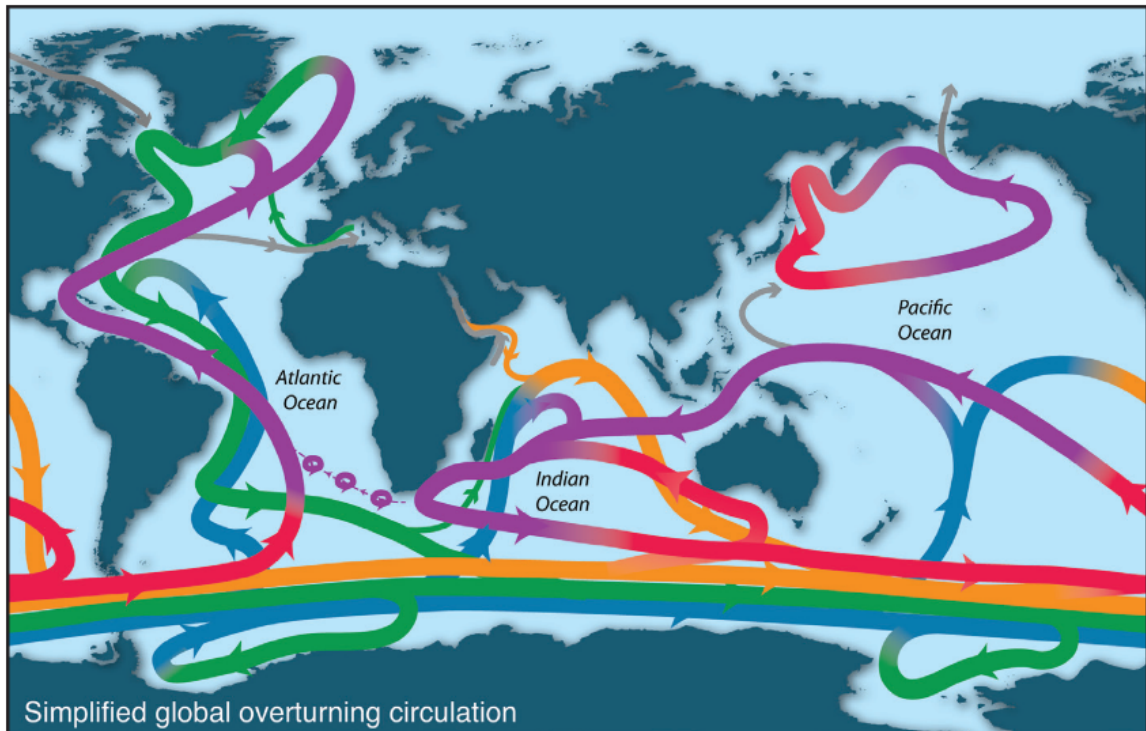 Pacific
Ocean
Atlantic
Ocean
Indian
Ocean
Simplified global overturning circulation